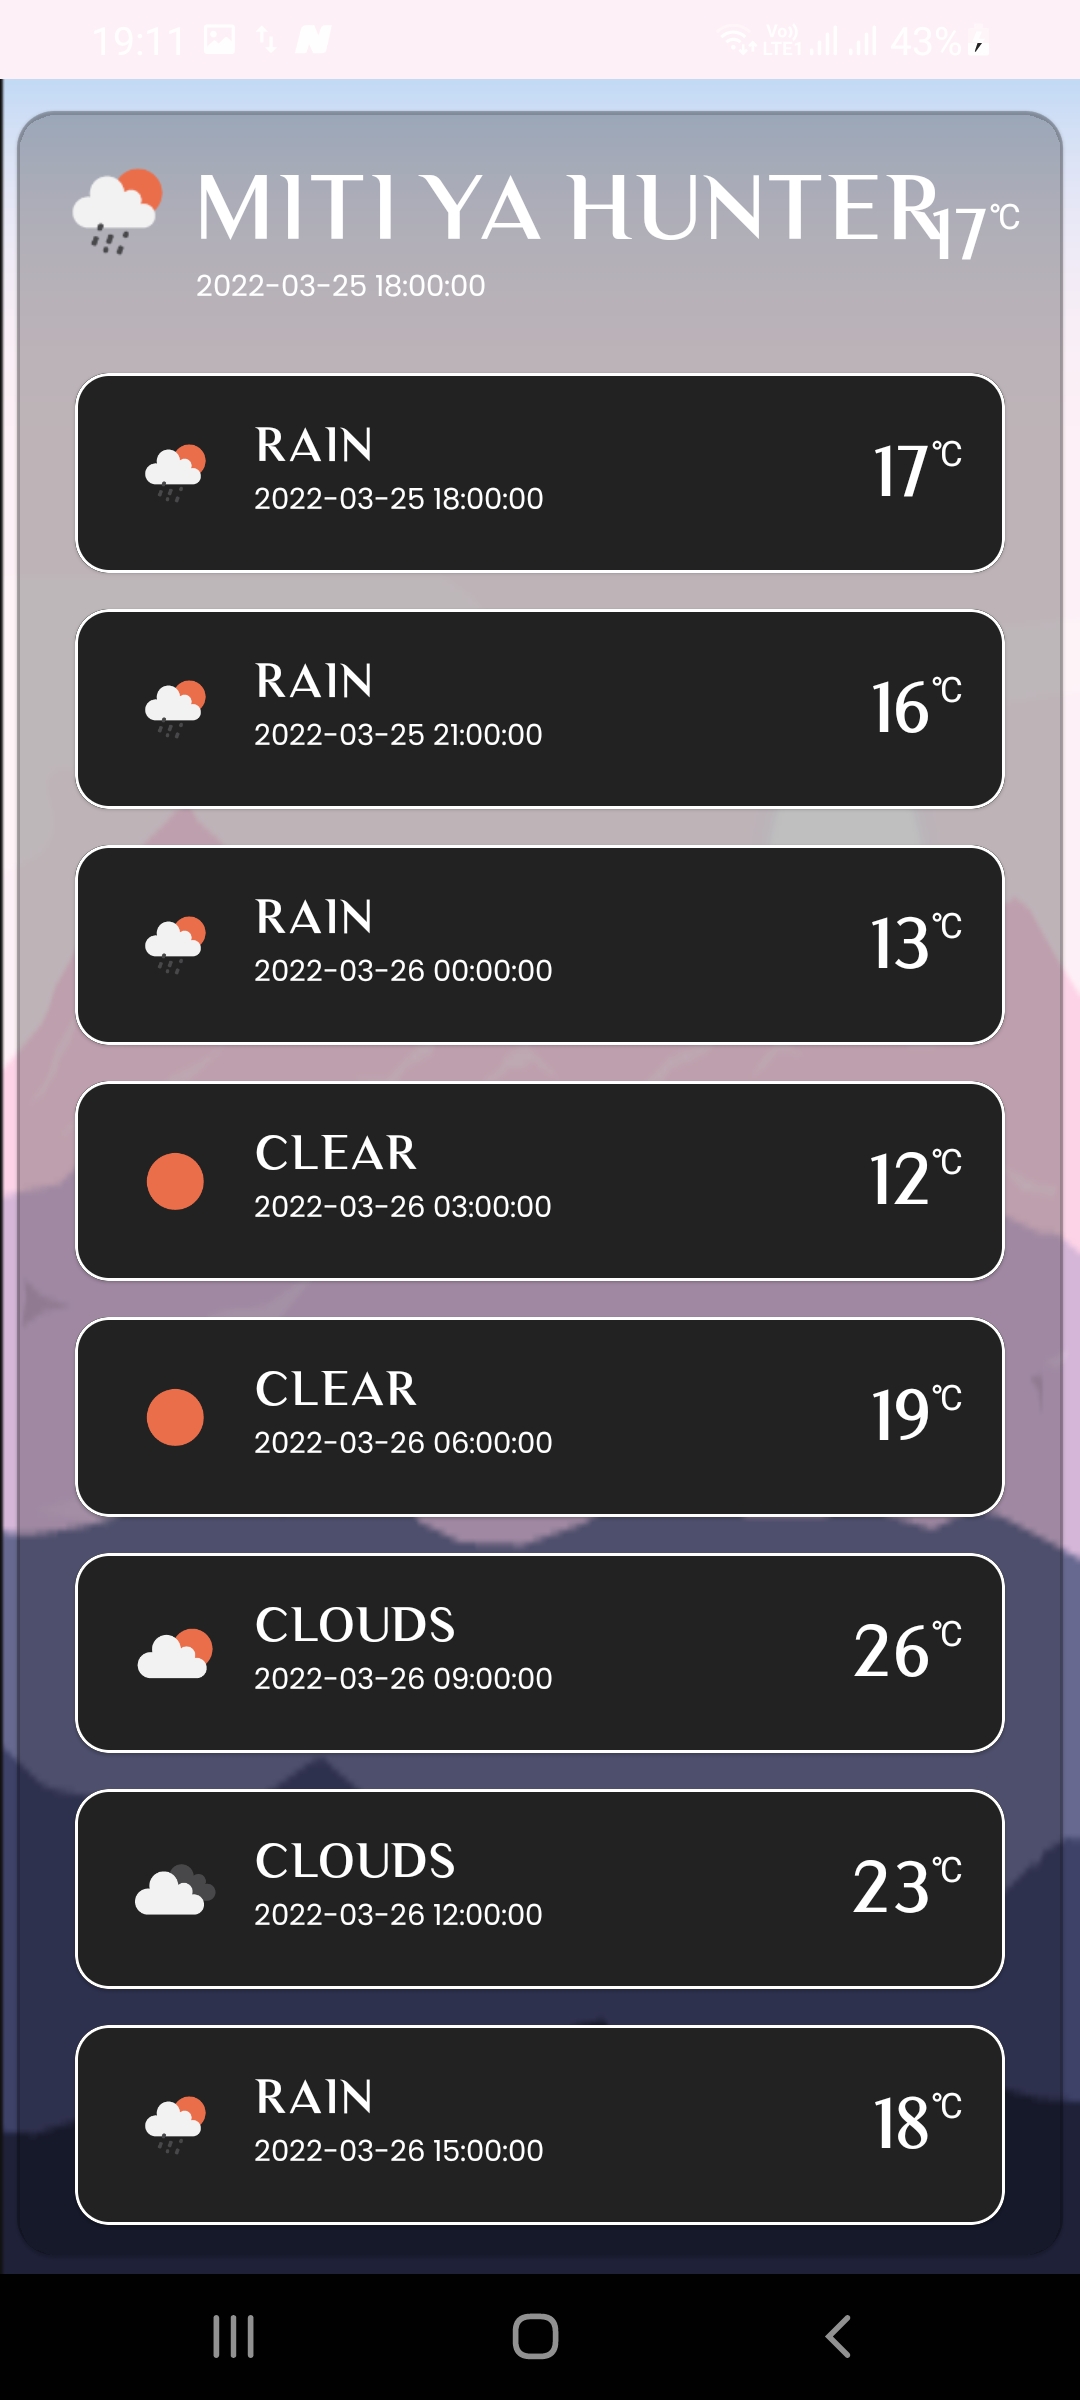 19:11
Vo))
LTE1
43%
MITI YA HUNTER
17°C
2022-03-25 18:00:00
RAIN
2022-03-25 18:00:00
17°C
RAIN
2022-03-25 21:00:00
16°C
RAIN
2022-03-26 00:00:00
13°C
CLEAR
2022-03-26 03:00:00
12°C
CLEAR
2022-03-26 06:00:00
19°C
CLOUDS
2022-03-26 09:00:00
26°C
CLOUDS
2022-03-26 12:00:00
23°C
RAIN
2022-03-26 15:00:00
18°C